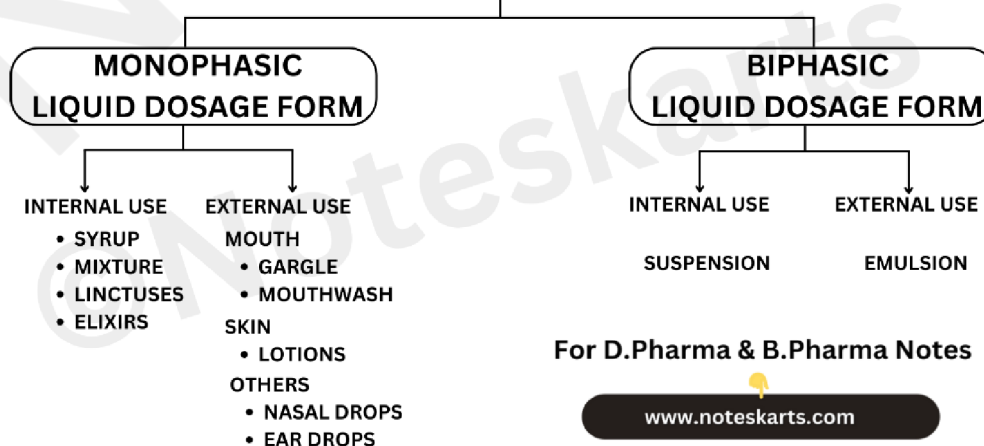 MONOPHASIC
LIQUID DOSAGE FORM
INTERNAL USE
• SYRUP
• MIXTURE
• LINCTUSES
• ELIXIRS
EXTERNAL USE
MOUTH
• GARGLE
• MOUTHWASH
SKIN
• LOTIONS
OTHERS
• NASAL DROPS
• EAR DROPS
BIPHASIC
LIQUID DOSAGE FORM
INTERNAL USE
SUSPENSION
EXTERNAL USE
EMULSION
For D.Pharma & B.Pharma Notes
www.noteskarts.com
©Noteskarts